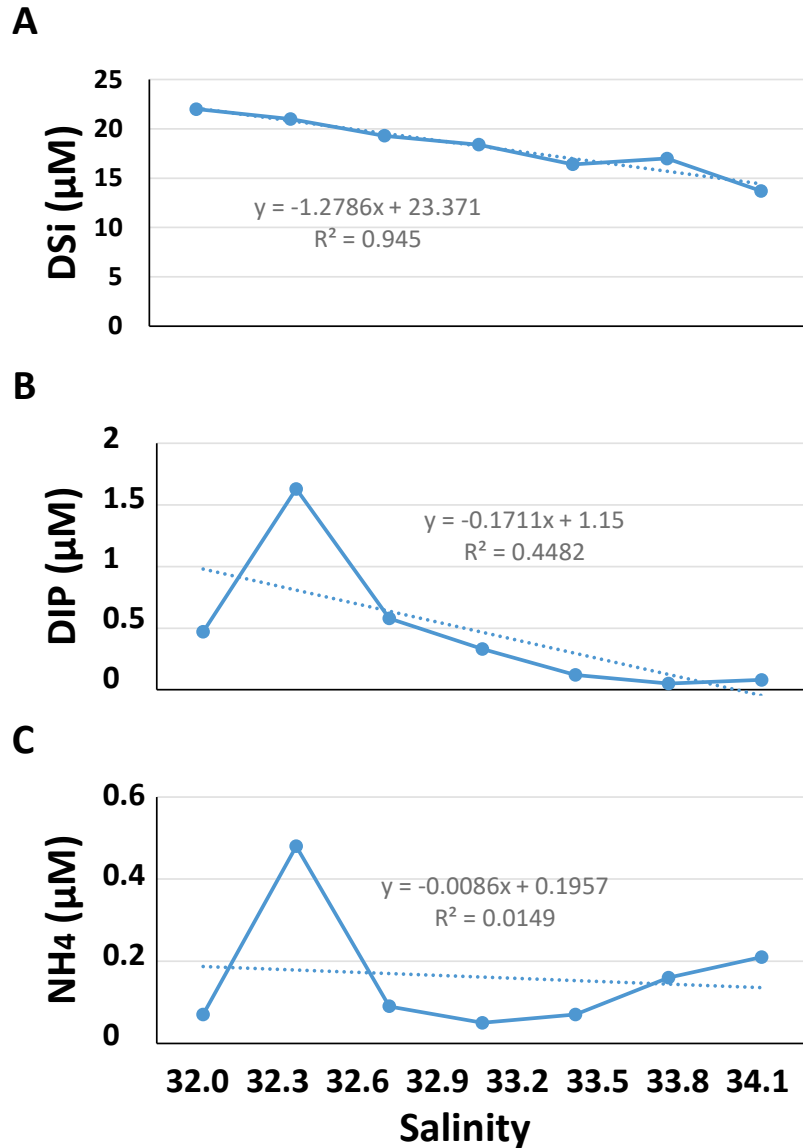 A
25
20
15
10
5
0
DSi (µM)
y = -1.2786x + 23.371
R² = 0.945
B
2
1.5
1
0.5
0
DIP (µM)
y = -0.1711x + 1.15
R² = 0.4482
C
0.6
0.4
0.2
0
NH4 (µM)
y = -0.0086x + 0.1957
R² = 0.0149
32.0 32.3 32.6 32.9 33.2 33.5 33.8 34.1
Salinity